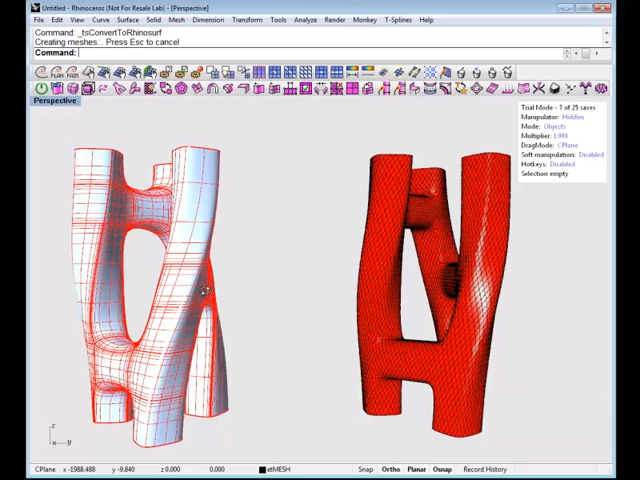 Untitled - Rhinoceros (Not For Resale Lab) - [Perspective]
File Edit View Curve Surface Solid Mesh Dimension Transform Tools Analyze Render Monkey T-Splines Help
Command: _tsConvertToRhinosurf
Creating meshes... Press Esc to cancel
Command:
Perspective
Trial Mode - 7 of 25 saves
Manipulator: Hidden
Mode: Objects
Multiplier: 1.000
DragMode: CPlane
Soft manipulation: Disabled
Hotkeys: Disabled
Selection empty
z
x y
CPlane x -1988.488 y -9.840 z 0.000 0.000 etMESH Snap Ortho Planar Osnap Record History